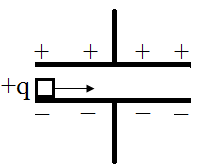 + + + +
+q
− − − −